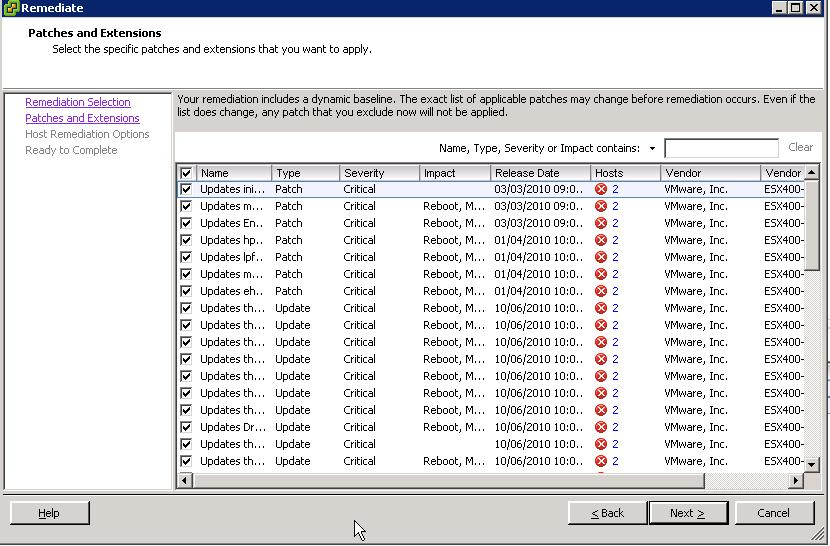 Remediate
Patches and Extensions
Select the specific patches and extensions that you want to apply.
Remediation Selection
Patches and Extensions
Host Remediation Options
Ready to Complete
Your remediation includes a dynamic baseline. The exact list of applicable patches may change before remediation occurs. Even if the
list does change, any patch that you exclude now will not be applied.
Name, Type, Severity or Impact contains: Clear
Name Type Severity Impact Release Date Hosts Vendor Vendor
Updates ini... Patch Critical 03/03/2010 09:0.. 2 VMware, Inc. ESX400-
Updates m... Patch Critical Reboot, M... 03/03/2010 09:0.. 2 VMware, Inc. ESX400-
Updates En... Patch Critical Reboot, M... 03/03/2010 09:0.. 2 VMware, Inc. ESX400-
Updates hp.. Patch Critical Reboot, M... 01/04/2010 10:0.. 2 VMware, Inc. ESX400-
Updates lpf.. Patch Critical Reboot, M... 01/04/2010 10:0.. 2 VMware, Inc. ESX400-
Updates m... Patch Critical Reboot, M... 01/04/2010 10:0.. 2 VMware, Inc. ESX400-
Updates eh.. Patch Critical Reboot, M... 01/04/2010 10:0.. 2 VMware, Inc. ESX400-
Updates th... Update Critical Reboot, M... 10/06/2010 10:0.. 2 VMware, Inc. ESX400-
Updates th... Update Critical Reboot, M... 10/06/2010 10:0.. 2 VMware, Inc. ESX400-
Updates th... Update Critical Reboot, M... 10/06/2010 10:0.. 2 VMware, Inc. ESX400-
Updates th... Update Critical Reboot, M... 10/06/2010 10:0.. 2 VMware, Inc. ESX400-
Updates th... Update Critical Reboot, M... 10/06/2010 10:0.. 2 VMware, Inc. ESX400-
Updates th... Update Critical Reboot, M... 10/06/2010 10:0.. 2 VMware, Inc. ESX400-
Updates th... Update Critical Reboot, M... 10/06/2010 10:0.. 2 VMware, Inc. ESX400-
Updates Dr... Update Critical Reboot, M... 10/06/2010 10:0.. 2 VMware, Inc. ESX400-
Updates th... Update Critical 10/06/2010 10:0.. 2 VMware, Inc. ESX400-
Updates th... Update Critical Reboot, M... 10/06/2010 10:0.. 2 VMware, Inc. ESX400-
Help < Back Next > Cancel